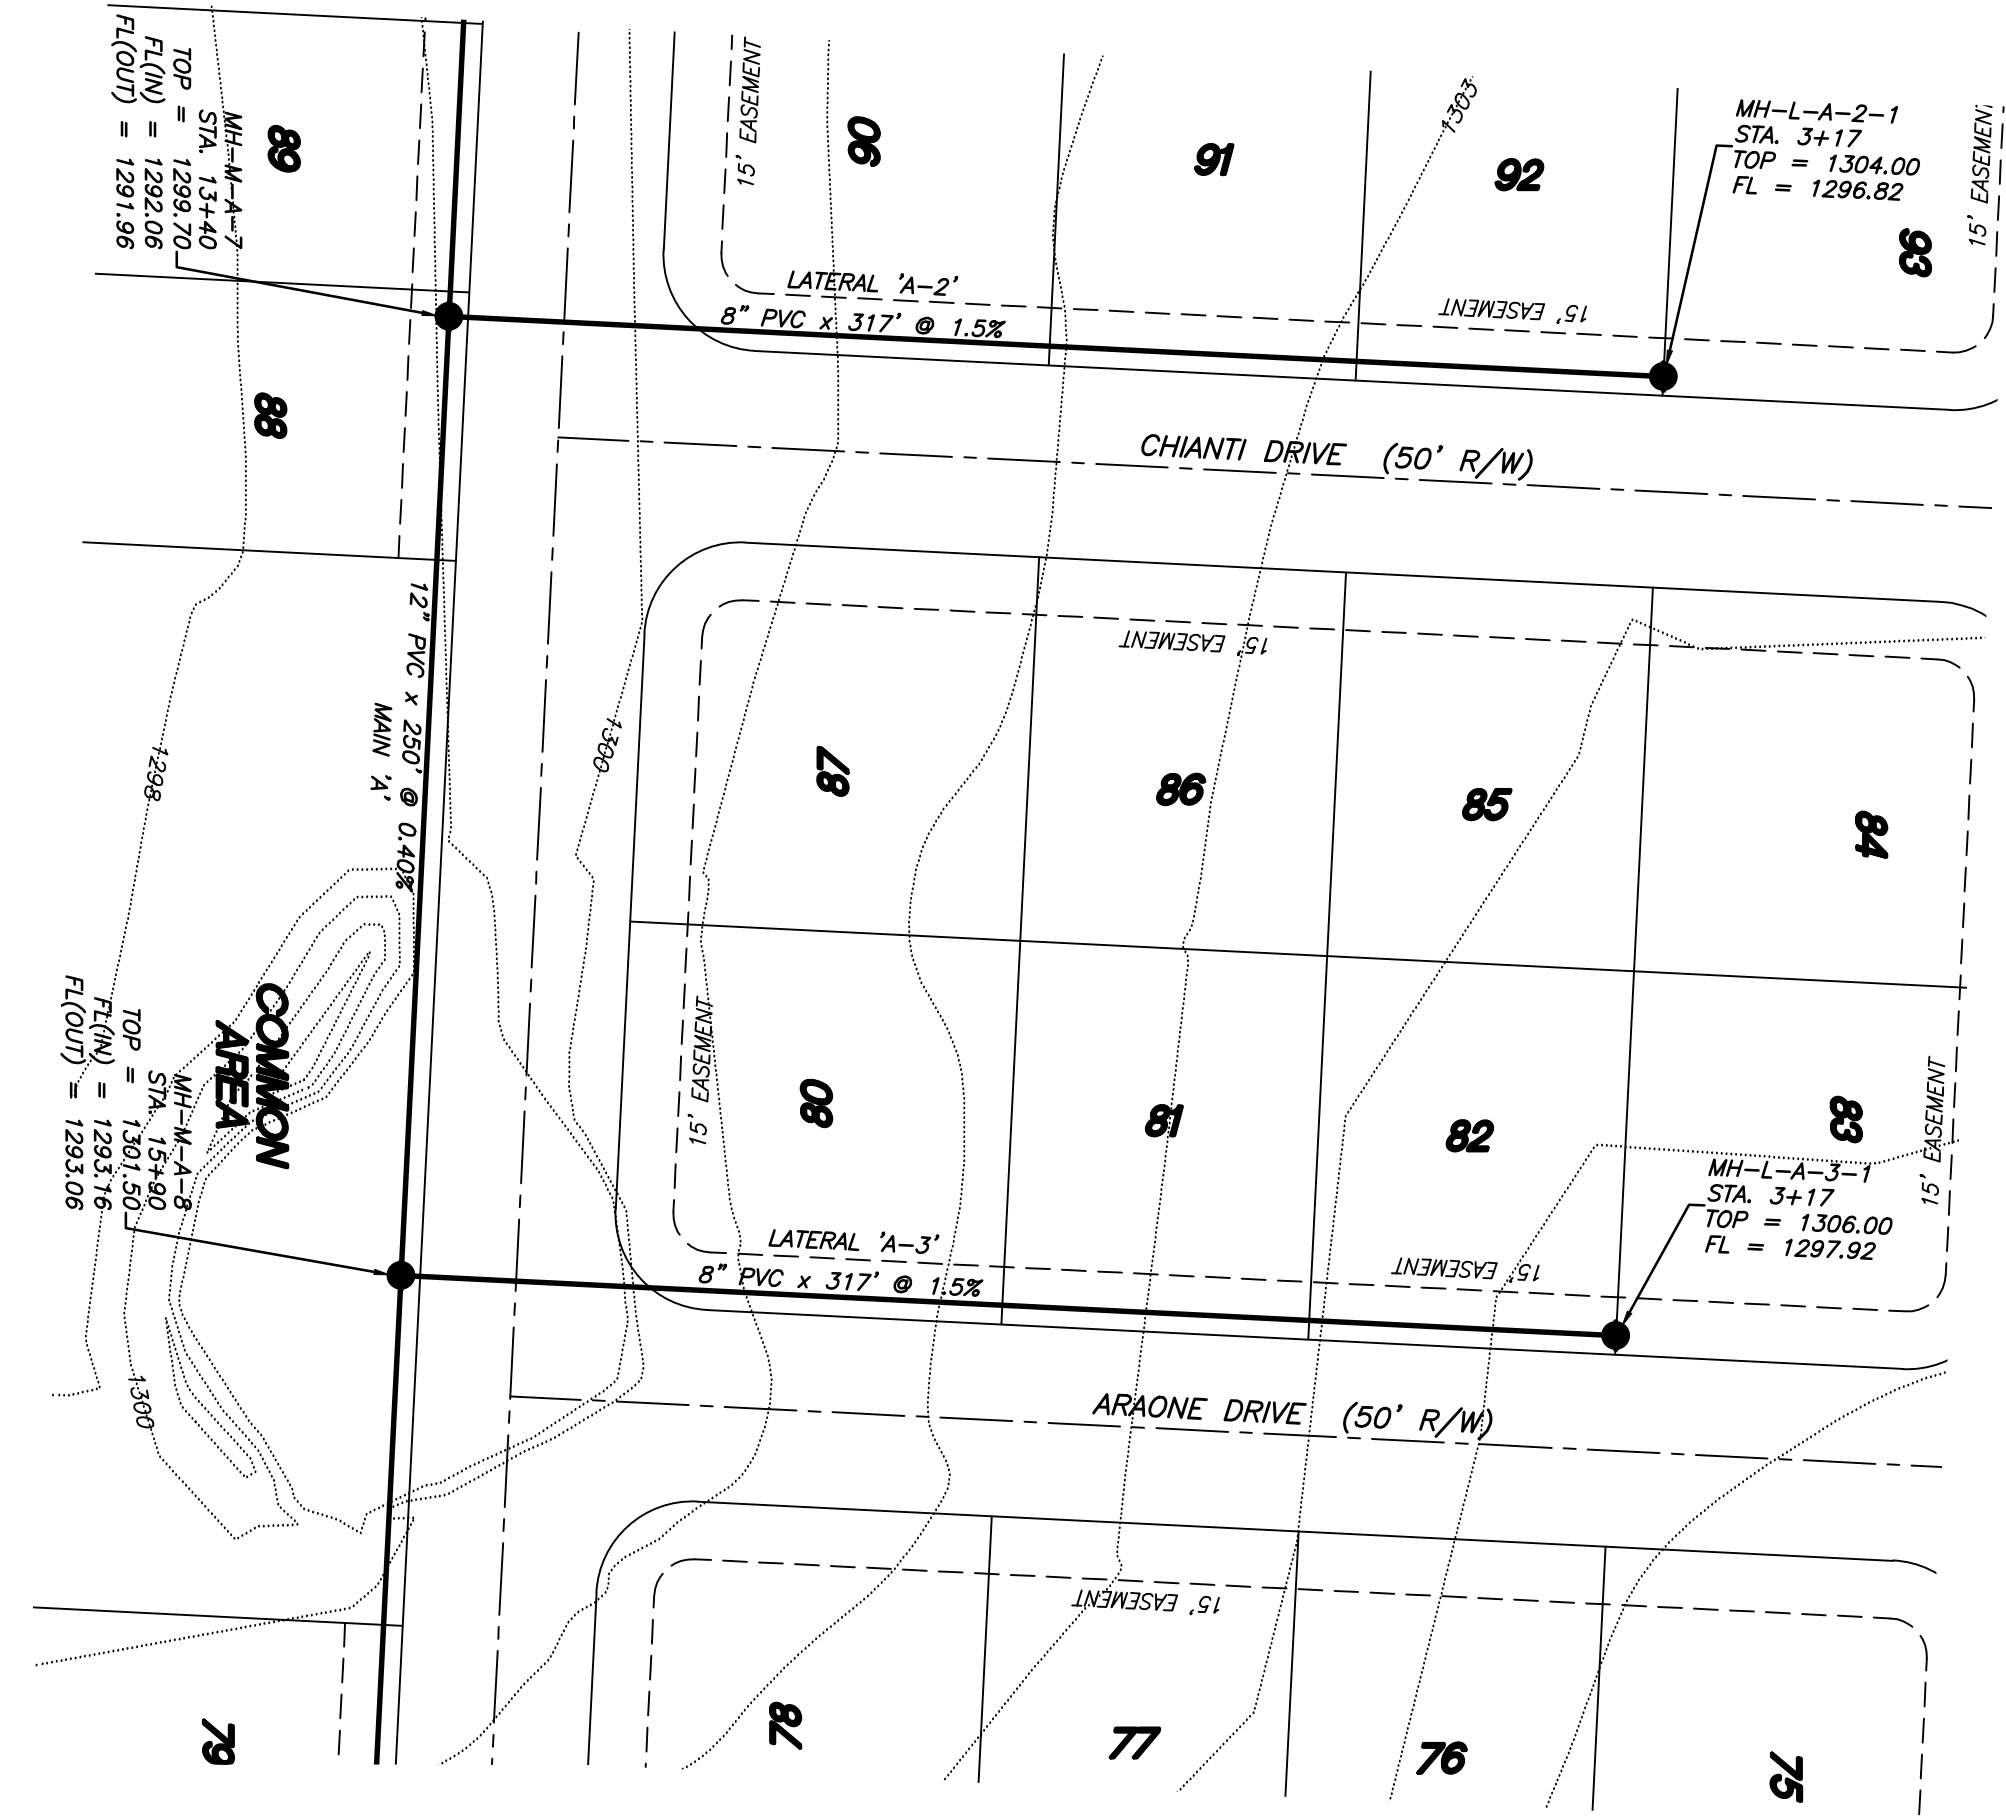 MH-M-A-7
STA. 13+40
TOP = 1299.70
FL(IN) = 1292.06
FL(OUT) = 1291.96
89
15' EASEMENT
90
91
1303
92
MH-L-A-2-1
STA. 3+17
TOP = 1304.00
FL = 1296.82
15' EASEMENT
93
LATERAL 'A-2'
8" PVC x 317' @ 1.5%
15' EASEMENT
88
CHIANTI DRIVE (50' R/W)
12" PVC x 250' @ 0.40%
MAIN 'A'
15' EASEMENT
1298
1300
87
86
85
84
COMMON
AREA
MH-M-A-8
STA. 15+90
TOP = 1301.50
FL(IN) = 1293.16
FL(OUT) = 1293.06
15' EASEMENT
80
81
82
83
15' EASEMENT
MH-L-A-3-1
STA. 3+17
TOP = 1306.00
FL = 1297.92
LATERAL 'A-3'
8" PVC x 317' @ 1.5%
15' EASEMENT
1300
ARAONE DRIVE (50' R/W)
15' EASEMENT
79
78
77
76
75